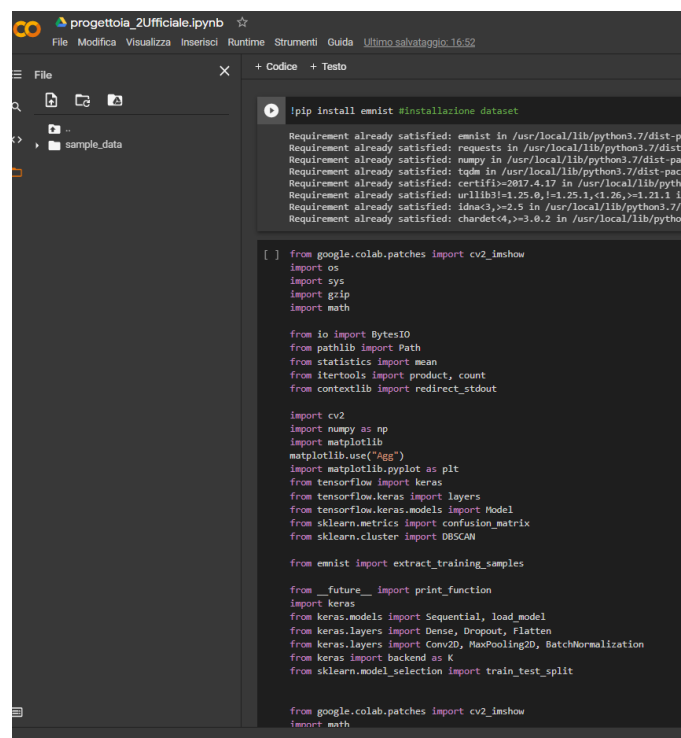 progettoia_2Ufficiale.ipynb
File Modifica Visualizza Inserisci Runtime Strumenti Guida Ultimo salvataggio: 16:52
File
+ Codice + Testo
..
sample_data
!pip install emnist #installazione dataset
Requirement already satisfied: emnist in /usr/local/lib/python3.7/dist-p
Requirement already satisfied: requests in /usr/local/lib/python3.7/dist
Requirement already satisfied: numpy in /usr/local/lib/python3.7/dist-pa
Requirement already satisfied: tqdm in /usr/local/lib/python3.7/dist-pac
Requirement already satisfied: certifi>=2017.4.17 in /usr/local/lib/pyth
Requirement already satisfied: urllib3!=1.25.0,!=1.25.1,<1.26,>=1.21.1 i
Requirement already satisfied: idna<3,>=2.5 in /usr/local/lib/python3.7/
Requirement already satisfied: chardet<4,>=3.0.2 in /usr/local/lib/pytho
[ ] from google.colab.patches import cv2_imshow
import os
import sys
import gzip
import math
from io import BytesIO
from pathlib import Path
from statistics import mean
from itertools import product, count
from contextlib import redirect_stdout
import cv2
import numpy as np
import matplotlib
matplotlib.use("Agg")
import matplotlib.pyplot as plt
from tensorflow import keras
from tensorflow.keras import layers
from tensorflow.keras.models import Model
from sklearn.metrics import confusion_matrix
from sklearn.cluster import DBSCAN
from emnist import extract_training_samples
from __future__ import print_function
import keras
from keras.models import Sequential, load_model
from keras.layers import Dense, Dropout, Flatten
from keras.layers import Conv2D, MaxPooling2D, BatchNormalization
from keras import backend as K
from sklearn.model_selection import train_test_split
from google.colab.patches import cv2_imshow
import math